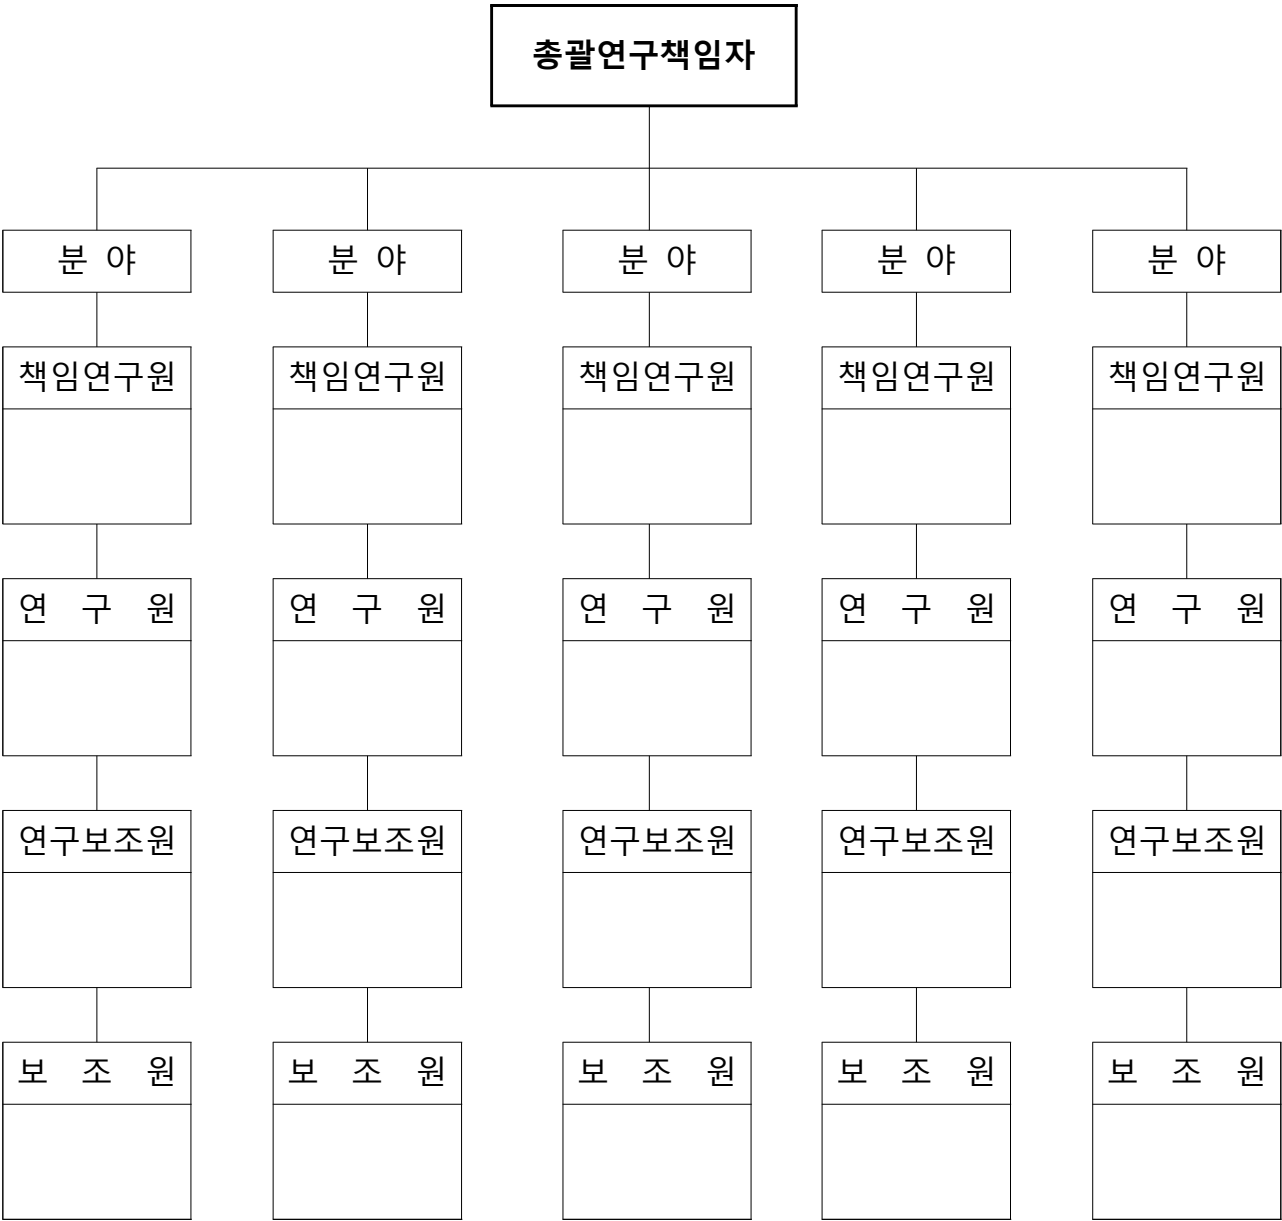 총괄연구책임자
분 야 분 야 분 야 분 야 분 야
책임연구원 책임연구원 책임연구원 책임연구원 책임연구원
연 구 원 연 구 원 연 구 원 연 구 원 연 구 원
연구보조원 연구보조원 연구보조원 연구보조원 연구보조원
보 조 원 보 조 원 보 조 원 보 조 원 보 조 원